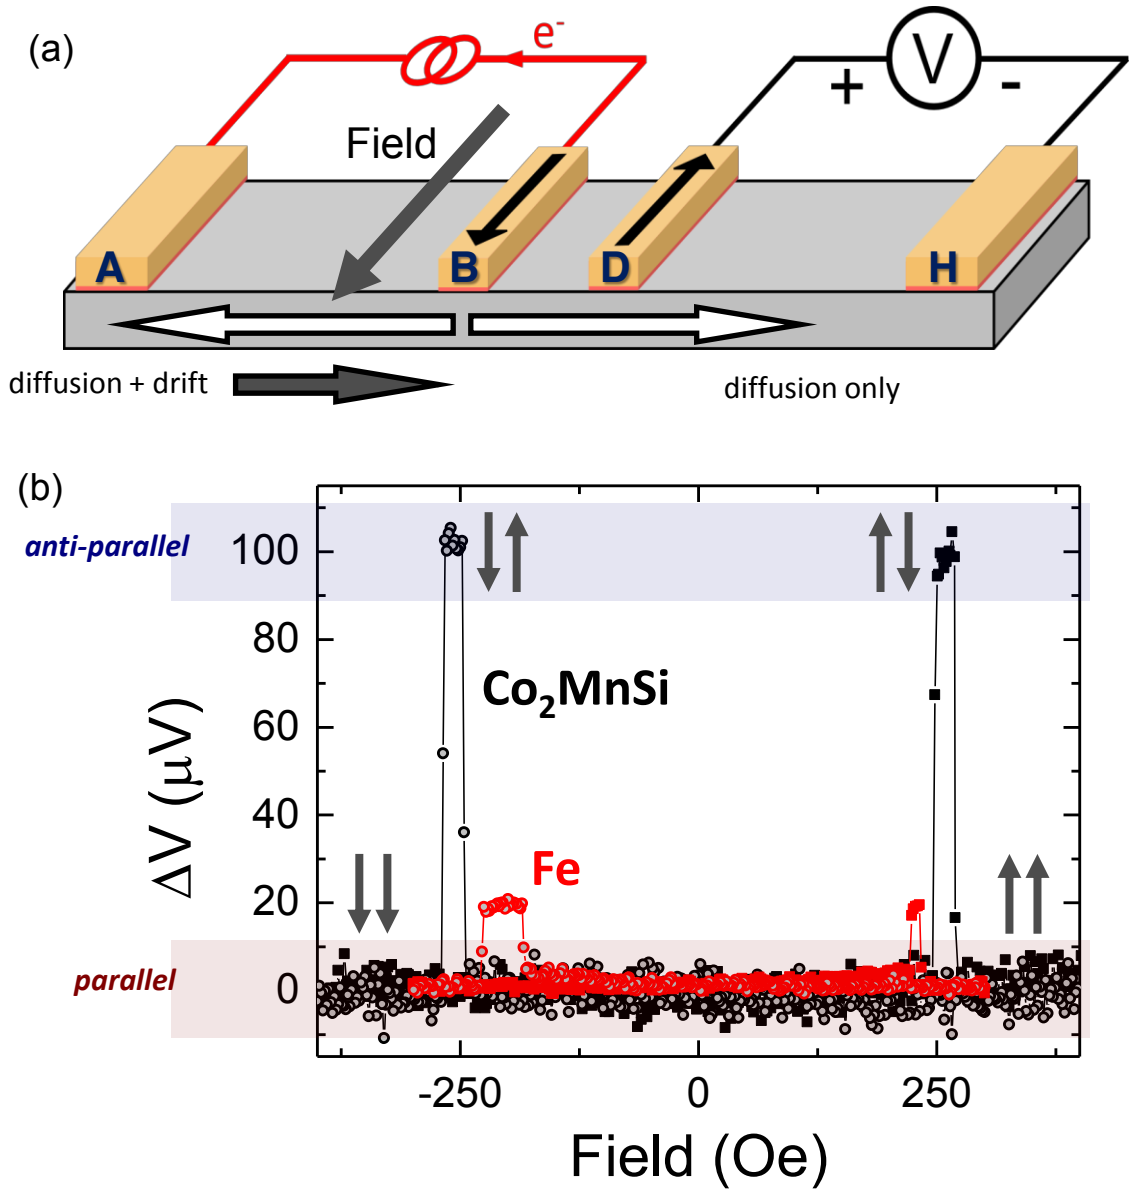 (a)
e-
V
+
-
Field
A
B
D
H
diffusion + drift
diffusion only
(b)
anti-parallel
100
80
Co2MnSi
60
ΔV (μV)
40
Fe
20
parallel
0
-250
0
250
Field (Oe)